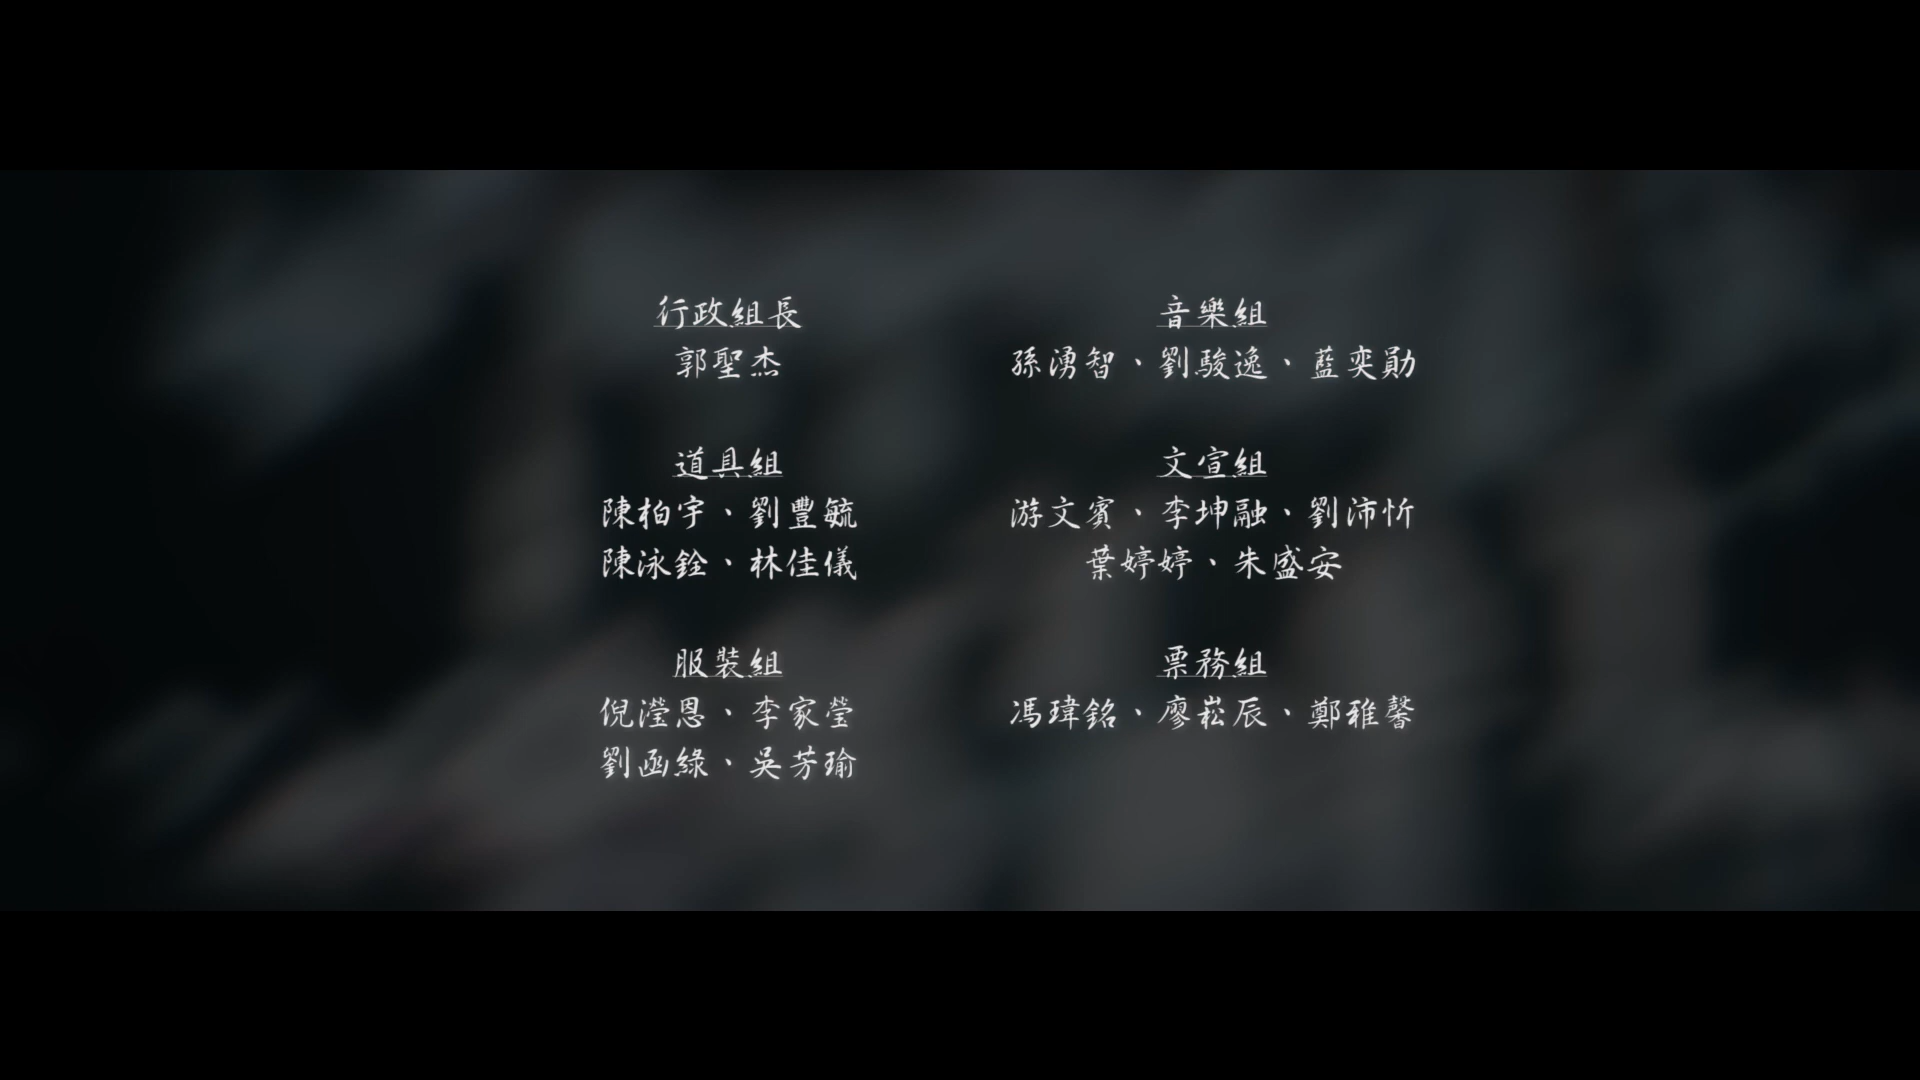 行政組長
郭聖杰
道具組
陳柏宇、劉豐毓
陳泳銓、林佳儀
服裝組
倪瀅恩、李家瑩
劉函綠、吳芳瑜
音樂組
孫湧智、劉駿逸、藍奕勛
文宣組
游文賓、李坤融、劉沛忻
葉婷婷、朱盛安
票務組
馮瑋銘、廖崧辰、鄭雅馨